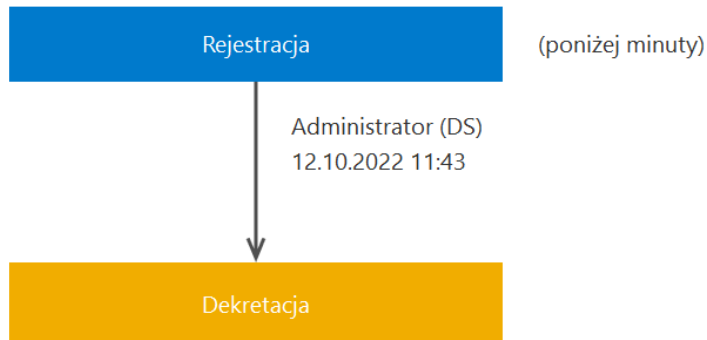 Rejestracja
(poniżej minuty)
Administrator (DS)
12.10.2022 11:43
Dekretacja